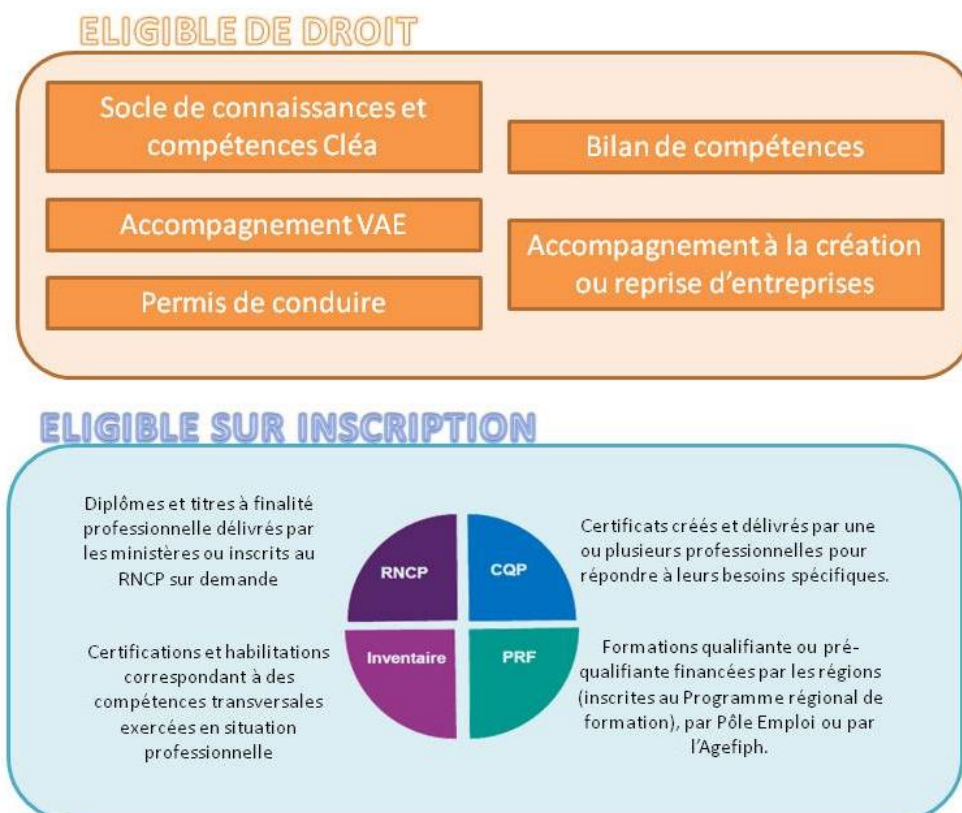 ELIGIBLE DE DROIT
Socle de connaissances et
compétences Cléa
Accompagnement VAE
Permis de conduire
Bilan de compétences
Accompagnement à la création
ou reprise d'entreprises
ELIGIBLE SUR INSCRIPTION
Diplômes et titres à finalité
professionnelle délivrés par
les ministères ou inscrits au
RNCP sur demande
RNCP
CQP
Certificats créés et délivrés par une
ou plusieurs professionnelles pour
répondre à leurs besoins spécifiques.
Certifications et habilitations
correspondant à des
compétences transversales
exercées en situation
professionnelle
Inventaire
PRF
Formations qualifiante ou pré-
qualifiante financées par les régions
(inscrites au Programme régional de
formation), par Pôle Emploi ou par
l'Agefiph.